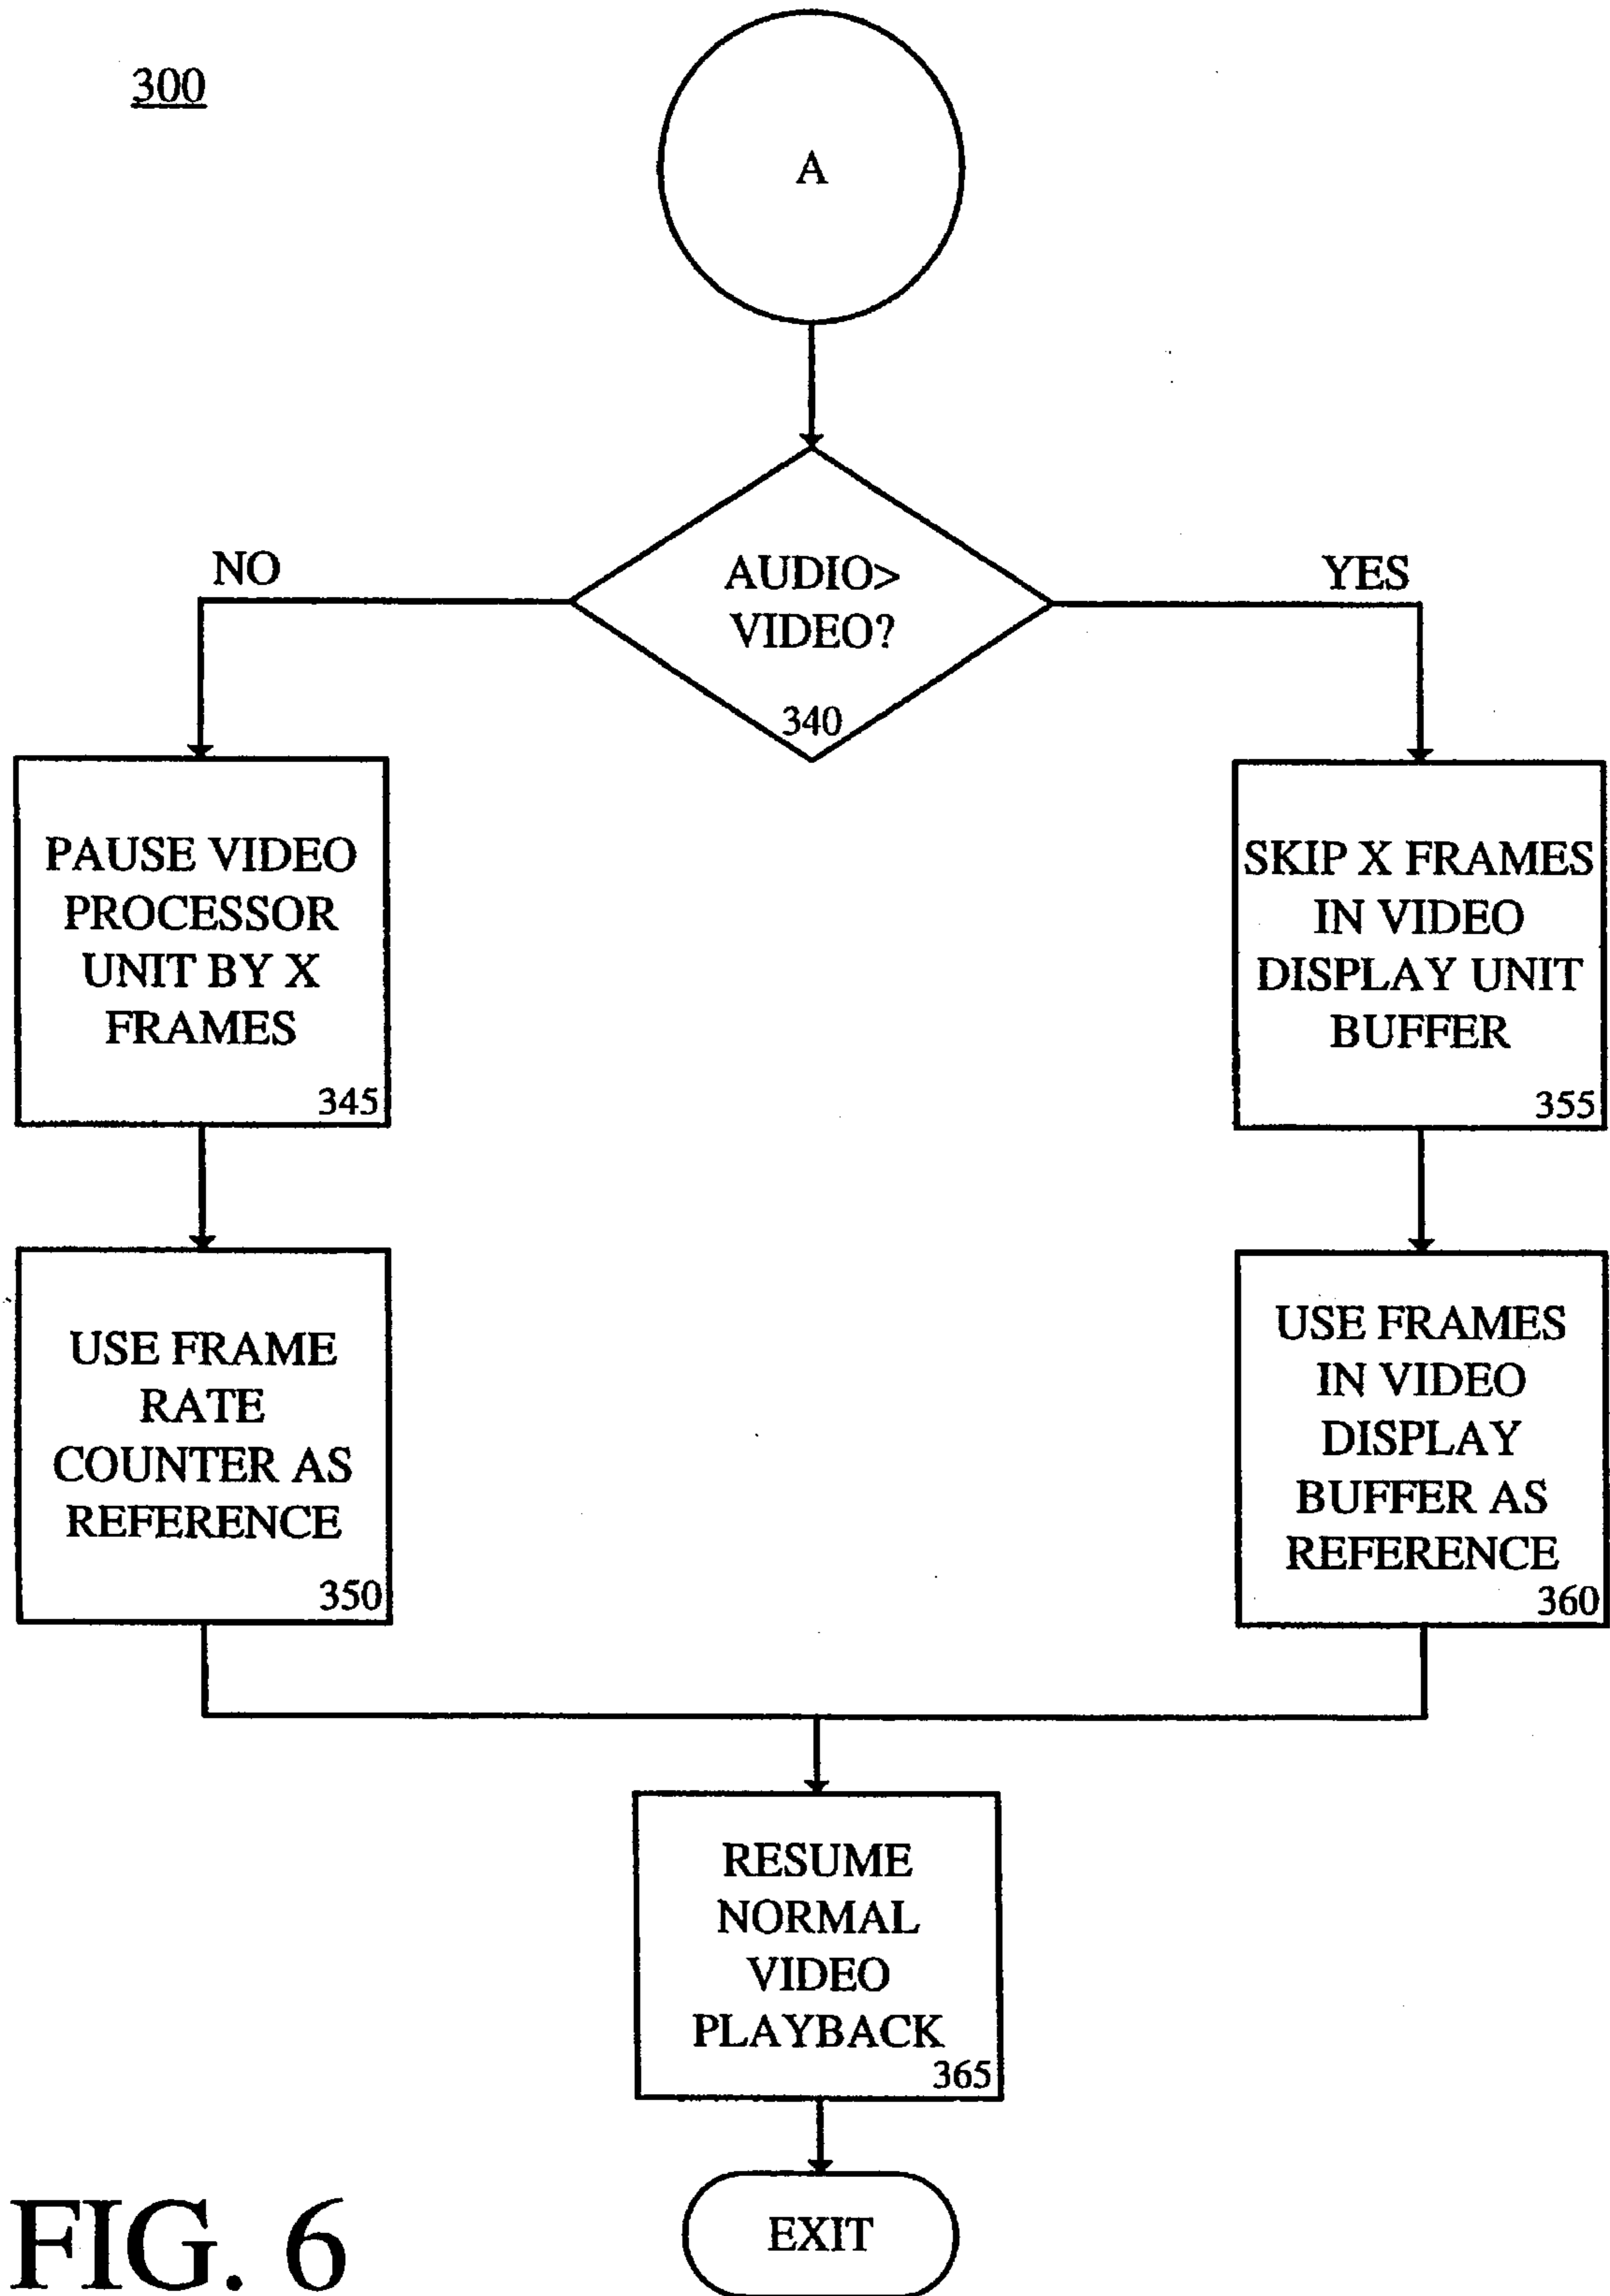 300
A
AUDIO>
VIDEO?
340
NO
YES
PAUSE VIDEO
PROCESSOR
UNIT BY X
FRAMES
345
SKIP X FRAMES
IN VIDEO
DISPLAY UNIT
BUFFER
355
USE FRAME
RATE
COUNTER AS
REFERENCE
350
USE FRAMES
IN VIDEO
DISPLAY
BUFFER AS
REFERENCE
360
RESUME
NORMAL
VIDEO
PLAYBACK
365
EXIT
FIG. 6